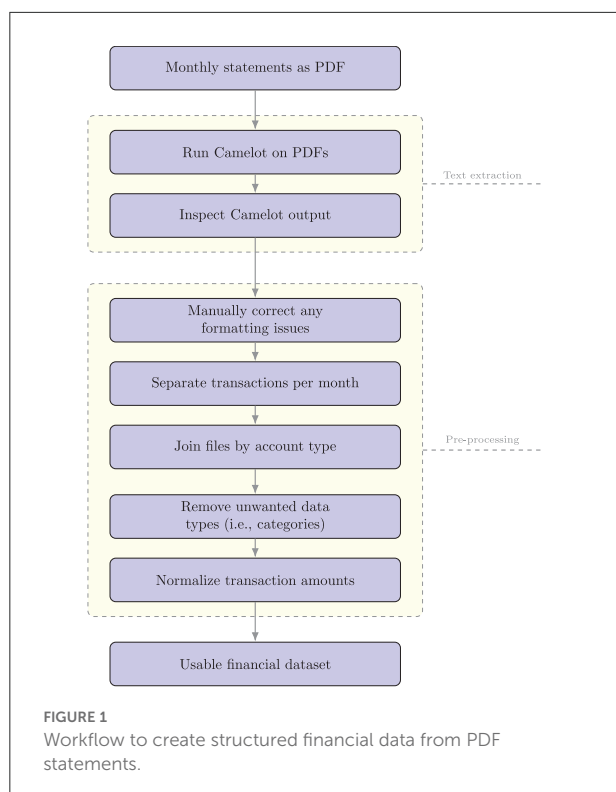 Monthly statements as PDF
Run Camelot on PDFs
Text extraction
Inspect Camelot output
Manually correct any
formatting issues
Separate transactions per month
Join files by account type
Pre-processing
Remove unwanted data
types (i.e., categories)
Normalize transaction amounts
Usable financial dataset
FIGURE 1
Workflow to create structured financial data from PDF
statements.